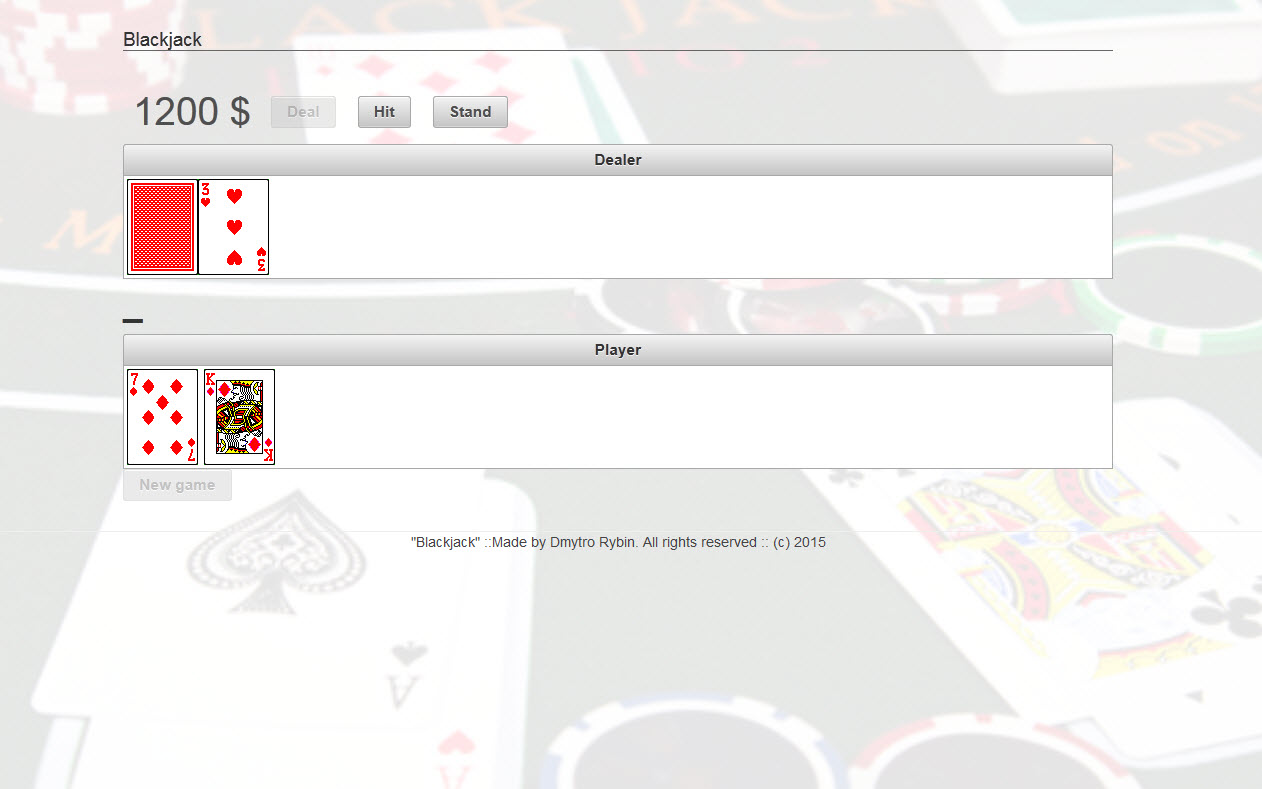 Blackjack
1200 $ Deal Hit Stand
Dealer
3
3
Player
7 K
7 K
New game
"Blackjack" ::Made by Dmytro Rybin. All rights reserved :: (c) 2015
A
A